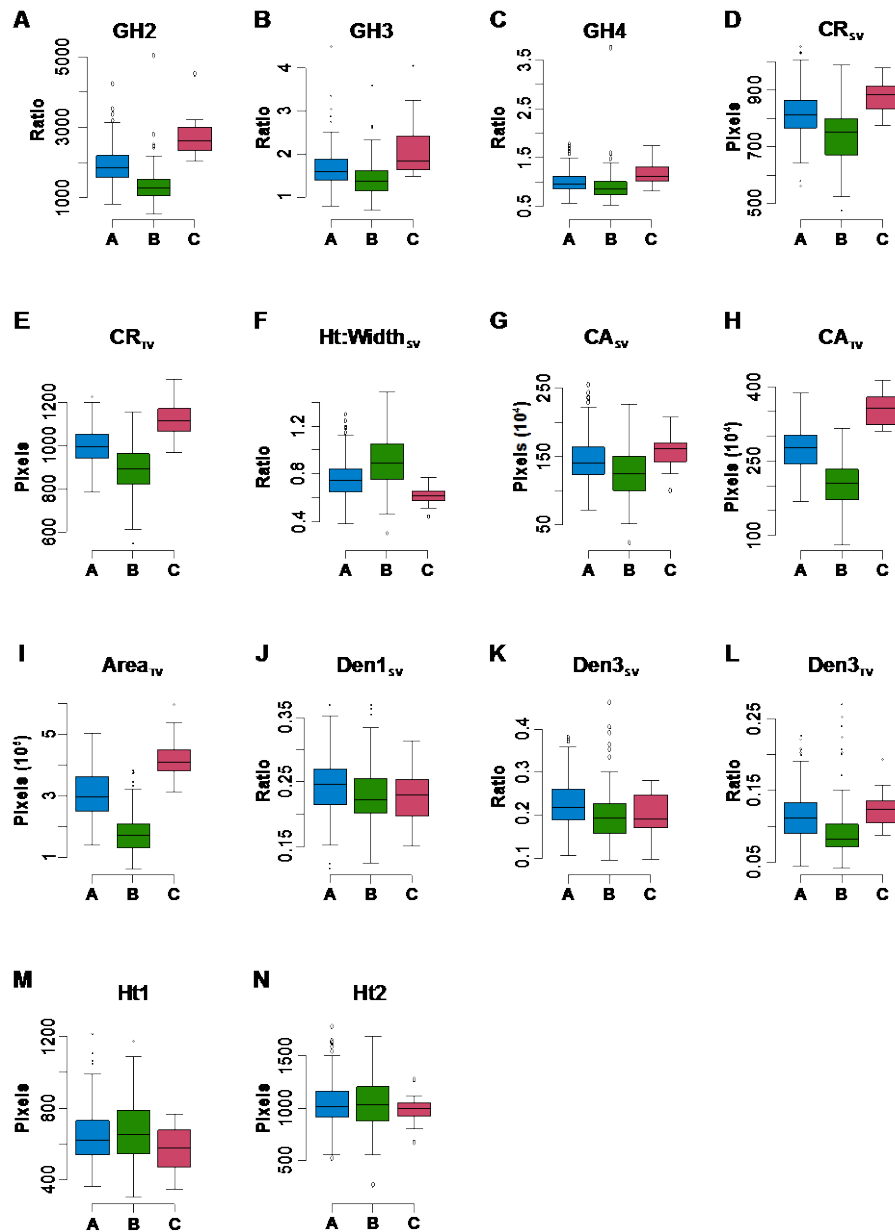 A GH2
Ratio
1000 3000 5000
A B C
B GH3
Ratio
1 2 3 4
A B C
C GH4
Ratio
0.5 1.5 2.5 3.5
A B C
D CRSV
Pixels
500 700 900
A B C
E CRTV
Pixels
600 800 1000 1200
A B C
F Ht:WidthSV
Ratio
0.4 0.8 1.2
A B C
G CASV
Pixels (10⁴)
50 150 250
A B C
H CATV
Pixels (10⁴)
100 250 400
A B C
I AreaTV
Pixels (10⁴)
1 3 5
A B C
J Den1SV
Ratio
0.15 0.25 0.35
A B C
K Den3SV
Ratio
0.1 0.2 0.3 0.4
A B C
L Den3TV
Ratio
0.05 0.15 0.25
A B C
M Ht1
Pixels
400 800 1200
A B C
N Ht2
Pixels
500 1000 1500
A B C